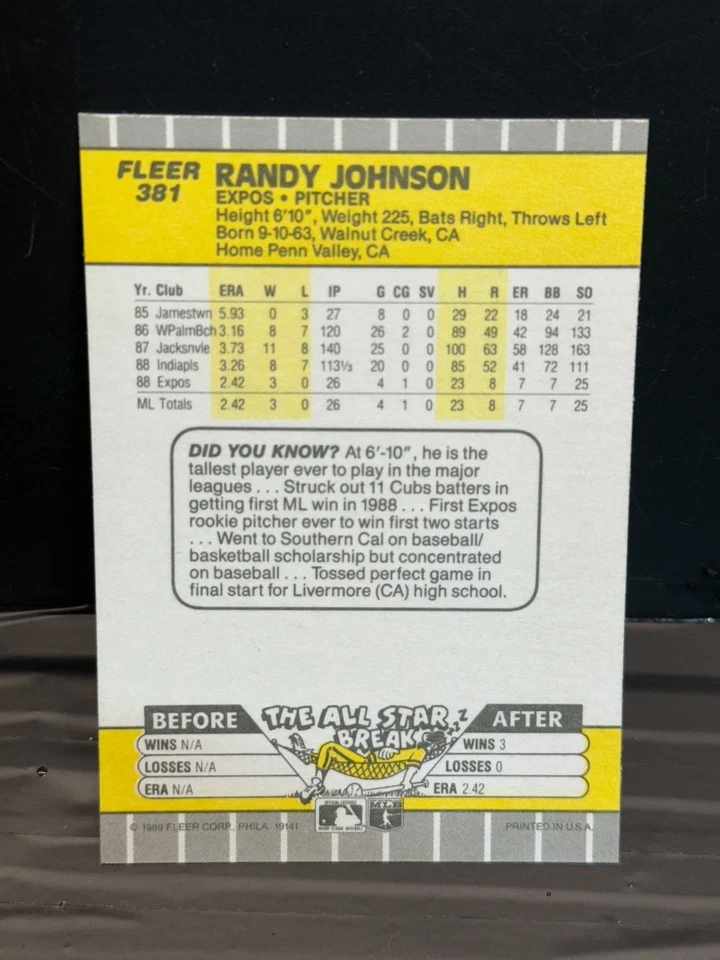 FLEER
381
RANDY JOHNSON
EXPOS • PITCHER
Height 6'10", Weight 225, Bats Right, Throws Left
Born 9-10-63, Walnut Creek, CA
Home Penn Valley, CA
Yr. Club ERA W L IP G CG SV H R ER BB SO
85 Jamestwn 5.93 0 3 27 8 0 0 29 22 18 24 21
86 WPalmBch 3.16 8 7 120 26 2 0 89 49 42 94 133
87 Jacksnvle 3.73 11 8 140 25 0 0 100 63 58 128 163
88 Indiapls 3.26 8 7 113⅓ 20 0 0 85 52 41 72 111
88 Expos 2.42 3 0 26 4 1 0 23 8 7 7 25
ML Totals 2.42 3 0 26 4 1 0 23 8 7 7 25
DID YOU KNOW? At 6'-10", he is the
tallest player ever to play in the major
leagues . . . Struck out 11 Cubs batters in
getting first ML win in 1988 . . . First Expos
rookie pitcher ever to win first two starts
. . . Went to Southern Cal on baseball/
basketball scholarship but concentrated
on baseball . . . Tossed perfect game in
final start for Livermore (CA) high school.
BEFORE THE ALL STAR BREAK ZZZ AFTER
WINS N/A WINS 3
LOSSES N/A LOSSES 0
ERA N/A ERA 2.42
OFFICIAL LICENSEE
MAJOR LEAGUE BASEBALL
MLB
© 1989 FLEER CORP., PHILA. 19141 PRINTED IN U.S.A.